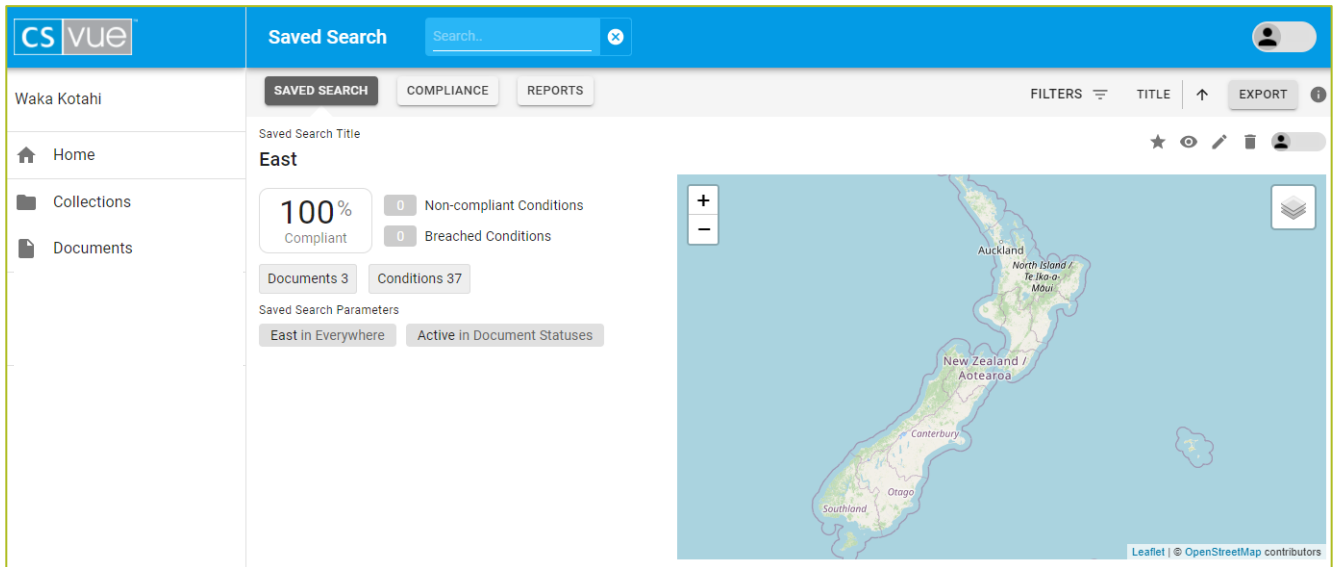 CS VUE™
Saved Search
Search..
Waka Kotahi
Home
Collections
Documents
SAVED SEARCH
COMPLIANCE
REPORTS
FILTERS
TITLE
EXPORT
Saved Search Title
East
100%
Compliant
0 Non-compliant Conditions
0 Breached Conditions
Documents 3
Conditions 37
Saved Search Parameters
East in Everywhere
Active in Document Statuses
+
−
Auckland
North Island /
Te Ika-a-
Māui
New Zealand /
Aotearoa
Canterbury
Otago
Southland
Leaflet | © OpenStreetMap contributors